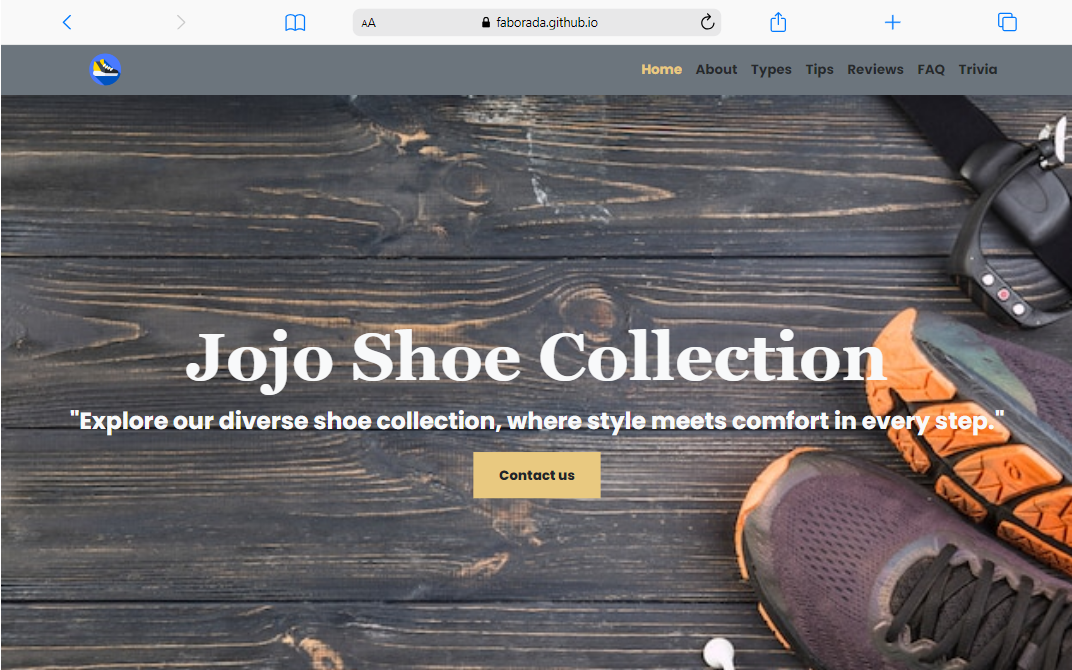 AA faborada.github.io
Home About Types Tips Reviews FAQ Trivia
Jojo Shoe Collection
"Explore our diverse shoe collection, where style meets comfort in every step."
Contact us